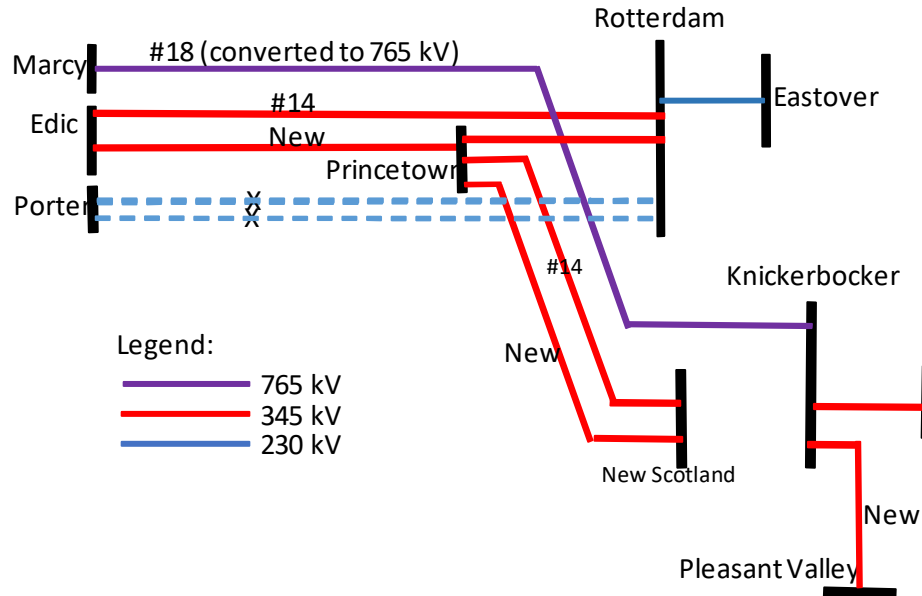 Rotterdam
#18 (converted to 765 kV)
Marcy
Eastover
#14
Edic
New
Princetown
Porter
X
X
#14
Knickerbocker
New
Legend:
765 kV
345 kV
230 kV
New Scotland
New
Pleasant Valley